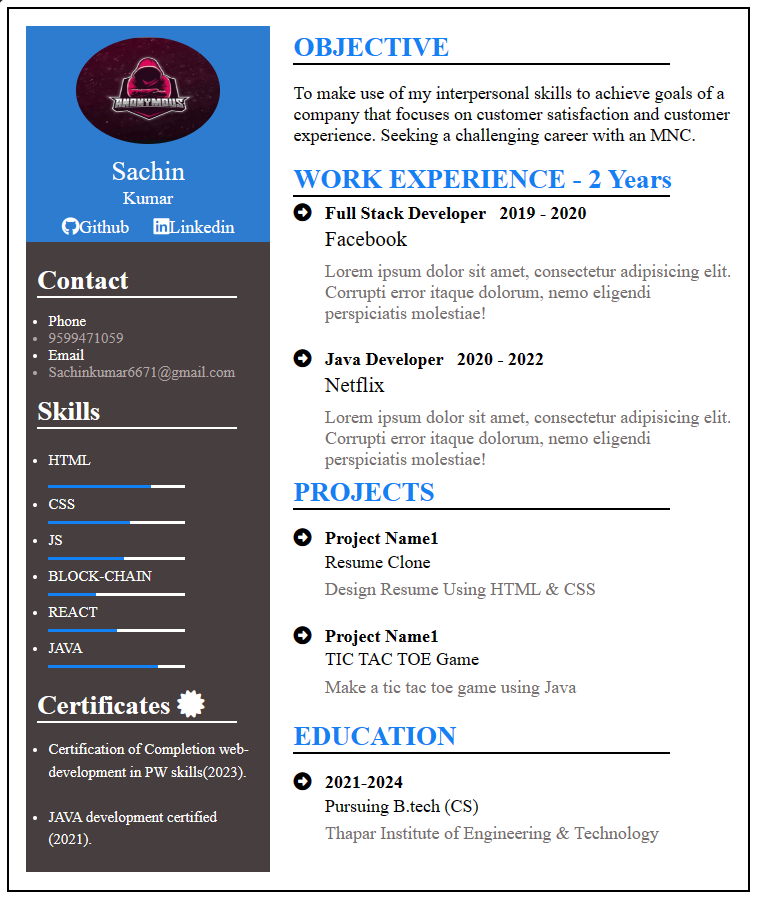 ANONYMOUS
Sachin
Kumar
Github Linkedin
Contact
Phone
9599471059
Email
Sachinkumar6671@gmail.com
Skills
HTML
CSS
JS
BLOCK-CHAIN
REACT
JAVA
Certificates
Certification of Completion web-
development in PW skills(2023).
JAVA development certified
(2021).
OBJECTIVE
To make use of my interpersonal skills to achieve goals of a
company that focuses on customer satisfaction and customer
experience. Seeking a challenging career with an MNC.
WORK EXPERIENCE - 2 Years
Full Stack Developer 2019 - 2020
Facebook
Lorem ipsum dolor sit amet, consectetur adipisicing elit.
Corrupti error itaque dolorum, nemo eligendi
perspiciatis molestiae!
Java Developer 2020 - 2022
Netflix
Lorem ipsum dolor sit amet, consectetur adipisicing elit.
Corrupti error itaque dolorum, nemo eligendi
perspiciatis molestiae!
PROJECTS
Project Name1
Resume Clone
Design Resume Using HTML & CSS
Project Name1
TIC TAC TOE Game
Make a tic tac toe game using Java
EDUCATION
2021-2024
Pursuing B.tech (CS)
Thapar Institute of Engineering & Technology